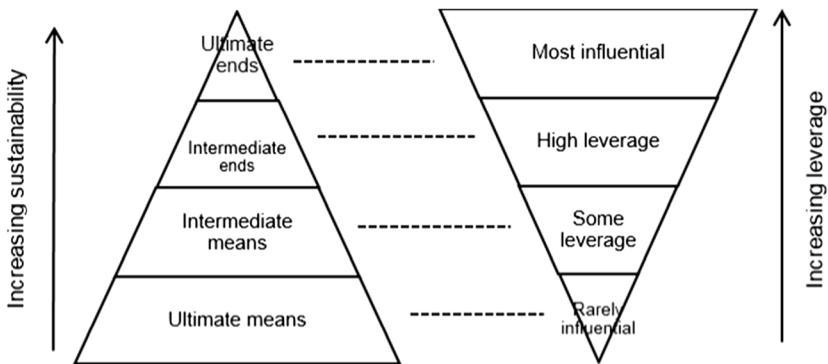 Increasing sustainability
Ultimate
ends
Intermediate
ends
Intermediate
means
Ultimate means
Most influential
High leverage
Some
leverage
Rarely
influential
Increasing leverage